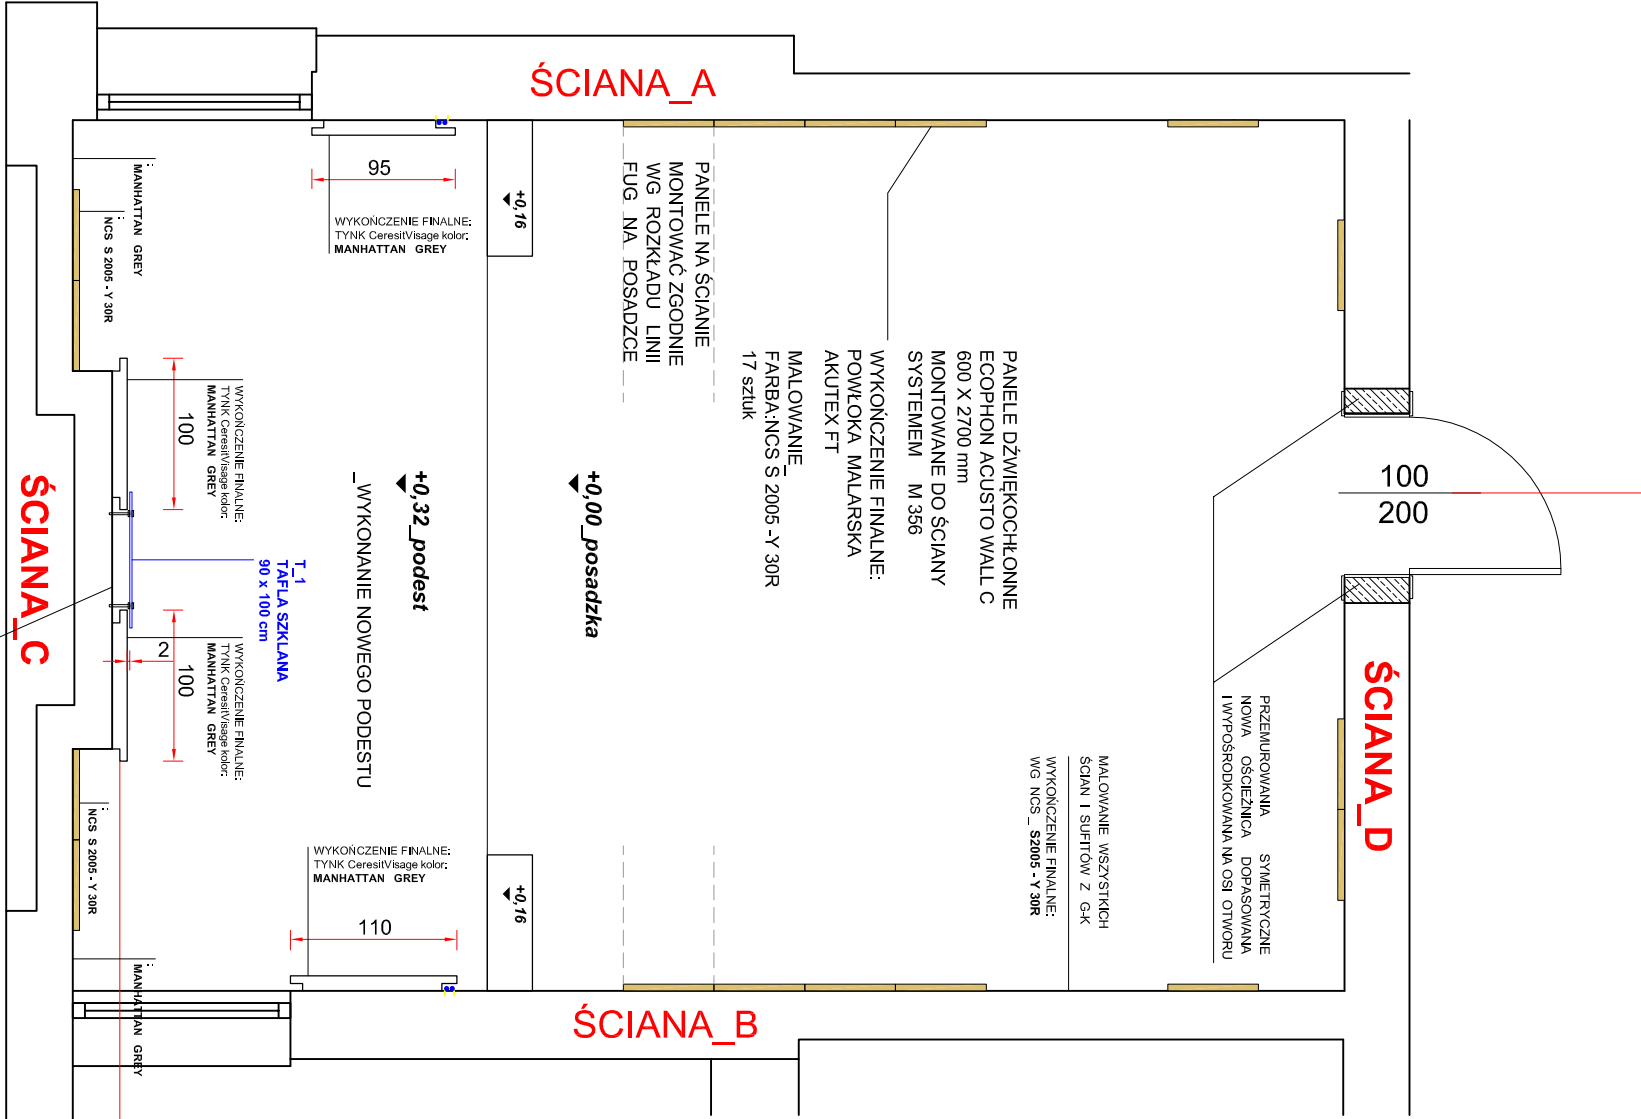 ŚCIANA_A
95
WYKOŃCZENIE FINALNE:
TYNK CeresitVisage kolor:
MANHATTAN GREY
MANHATTAN GREY
NCS S 2005 - Y 30R
+0,16
PANELE NA ŚCIANIE
MONTOWAĆ ZGODNIE
WG ROZKŁADU LINII
FUG NA POSADZCE
PANELE DŹWIĘKOCHŁONNE
ECOPHON ACUSTO WALL C
600 X 2700 mm
MONTOWANE DO ŚCIANY
SYSTEMEM M 356
WYKOŃCZENIE FINALNE:
POWŁOKA MALARSKA
AKUTEX FT
MALOWANIE_
FARBA:NCS S 2005 -Y 30R
17 sztuk
100
200
100
WYKOŃCZENIE FINALNE:
TYNK CeresitVisage kolor:
MANHATTAN GREY
ŚCIANA_C
T_1
TAFLA SZKLANA
90 x 100 cm
+0,32_podest
_WYKONANIE NOWEGO PODESTU
+0,00_posadzka
2
100
WYKOŃCZENIE FINALNE:
TYNK CeresitVisage kolor:
MANHATTAN GREY
ŚCIANA_D
PRZEMUROWANIA SYMETRYCZNE
NOWA OŚCIEŻNICA DOPASOWANA
I WYPOŚRODKOWANA NA OSI OTWORU
MALOWANIE WSZYSTKICH
ŚCIAN I SUFITÓW Z G-K
WYKOŃCZENIE FINALNE:
WG NCS _ S2005 - Y 30R
NCS S 2005 - Y 30R
MANHATTAN GREY
WYKOŃCZENIE FINALNE:
TYNK CeresitVisage kolor:
MANHATTAN GREY
110
+0,16
ŚCIANA_B